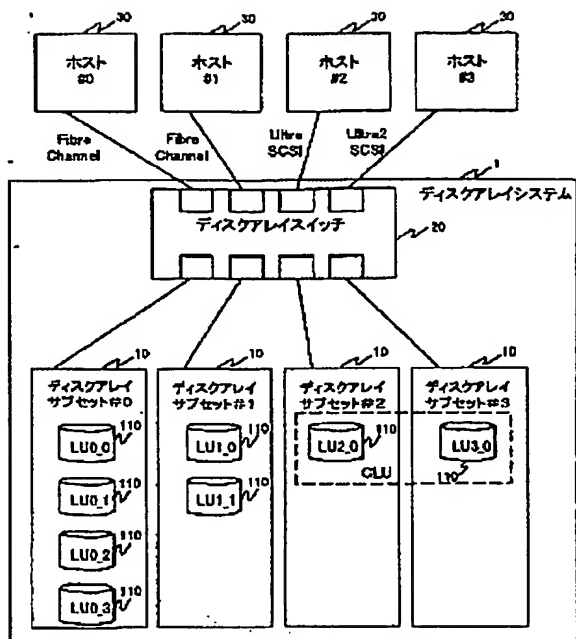 30 30 30 30
ホスト #0
ホスト #1
ホスト #2
ホスト #3
Fibre Channel
Fibre Channel
Ultra SCSI
Ultra2 SCSI
1
ディスクアレイシステム
ディスクアレイスイッチ
20
10 10 10 10
ディスクアレイ サブセット#0
ディスクアレイ サブセット#1
ディスクアレイ サブセット#2
ディスクアレイ サブセット#3
LU0_0 110
LU1_0 110
LU2_0 110
LU3_0
CLU
110
LU0_1 110
LU1_1 110
LU0_2 110
LU0_3 110